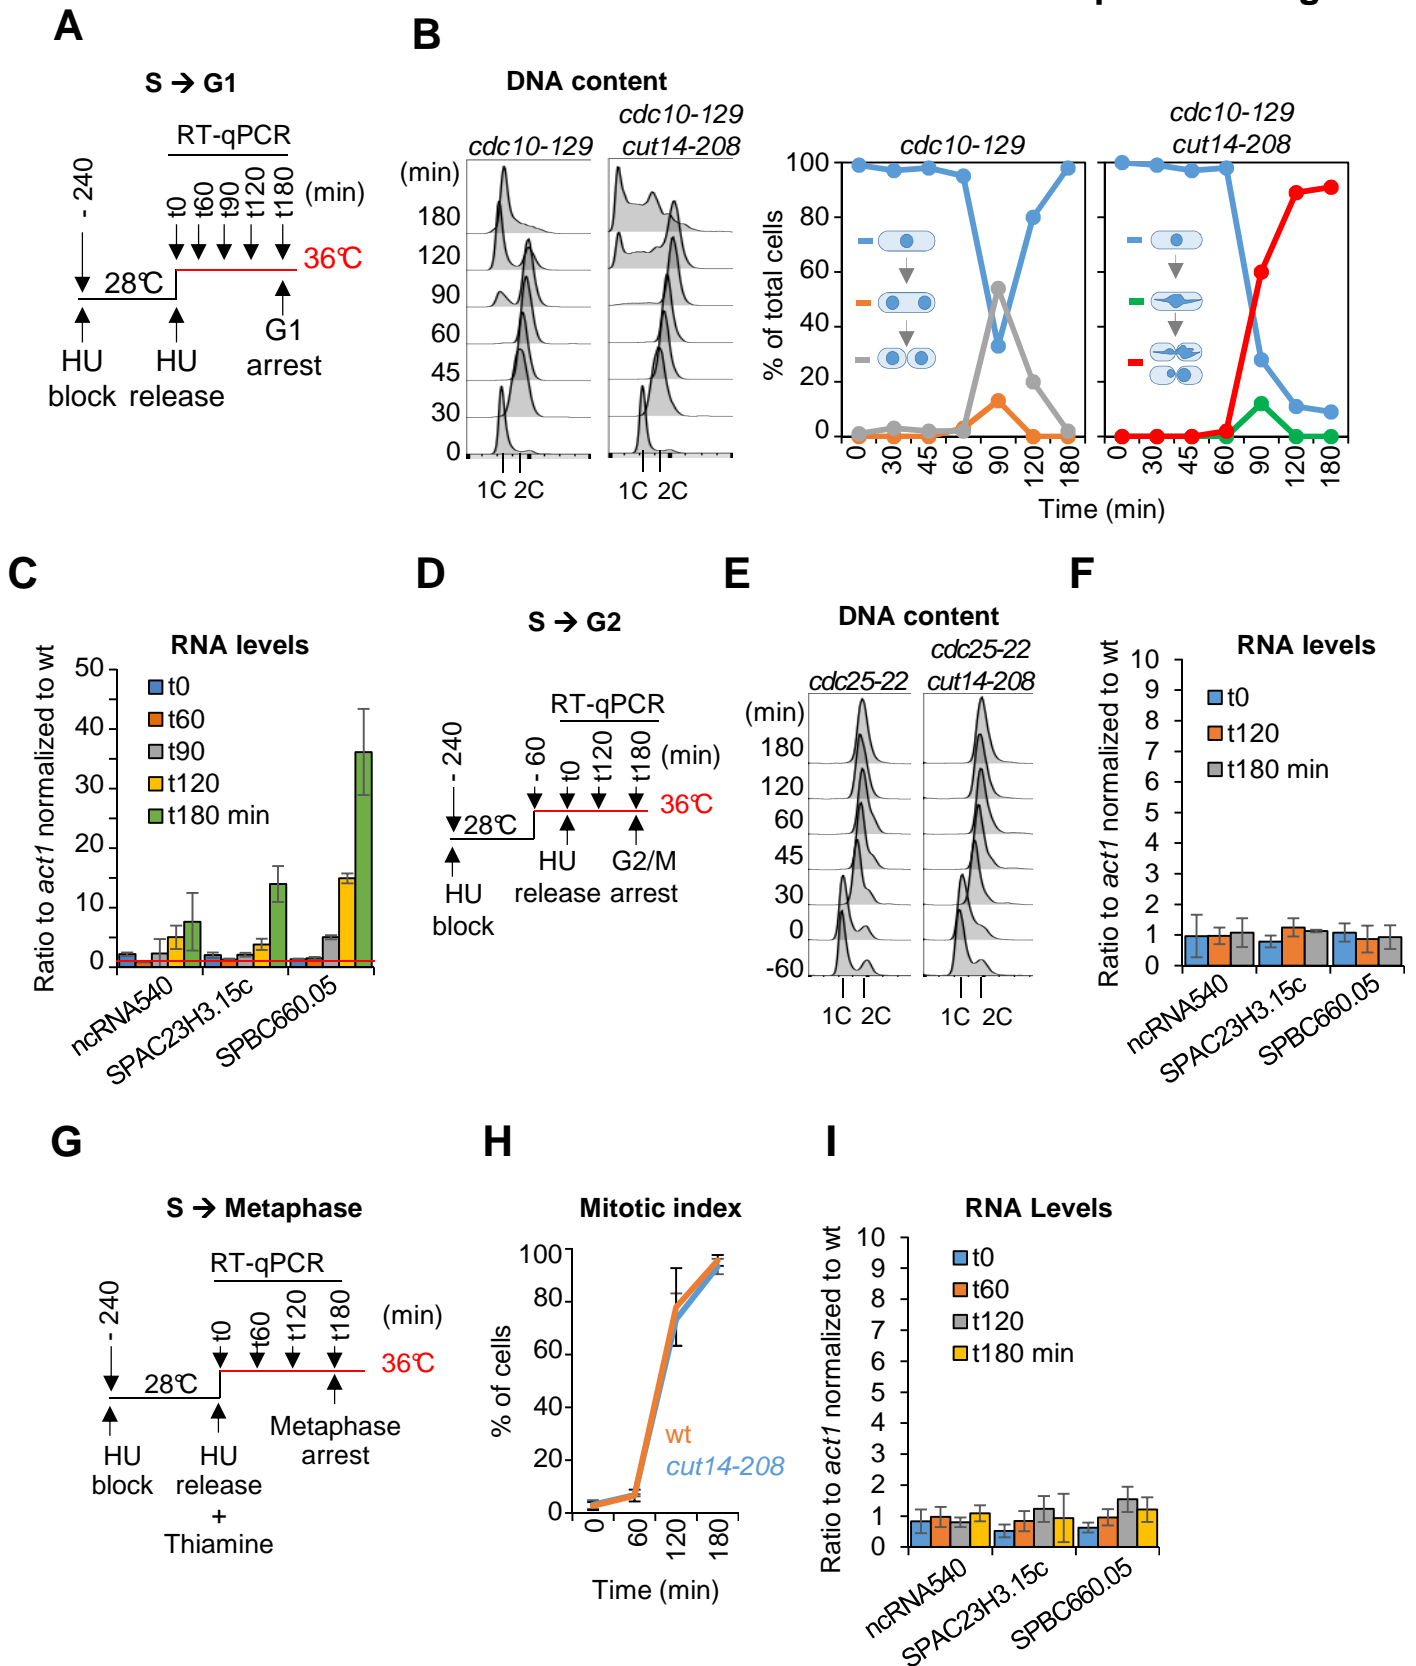 A
S → G1
RT-qPCR
- 240
t0
t60
t90
t120
t180
(min)
36°C
28°C
HU
block
HU
release
G1
arrest
B
DNA content
cdc10-129
cdc10-129
cut14-208
(min)
180
120
90
60
45
30
0
1C 2C
1C 2C
cdc10-129
cdc10-129
cut14-208
% of total cells
100
80
60
40
20
0
0 30 45 60 90 120 180
0 30 45 60 90 120 180
Time (min)
C
RNA levels
Ratio to act1 normalized to wt
50
40
30
20
10
0
t0
t60
t90
t120
t180 min
ncRNA540
SPAC23H3.15c
SPBC660.05
D
S → G2
RT-qPCR
- 240
- 60
t0
t120
t180
(min)
36°C
28°C
HU
block
HU
release
G2/M
arrest
E
DNA content
cdc25-22
cdc25-22
cut14-208
(min)
180
120
60
45
30
0
-60
1C 2C
1C 2C
F
RNA levels
Ratio to act1 normalized to wt
10
9
8
7
6
5
4
3
2
1
0
t0
t120
t180 min
ncRNA540
SPAC23H3.15c
SPBC660.05
G
S → Metaphase
RT-qPCR
- 240
t0
t60
t120
t180
(min)
36°C
28°C
HU
block
HU
release
+
Thiamine
Metaphase
arrest
H
Mitotic index
% of cells
100
80
60
40
20
0
wt
cut14-208
0 60 120 180
Time (min)
I
RNA Levels
Ratio to act1 normalized to wt
10
9
8
7
6
5
4
3
2
1
0
t0
t60
t120
t180 min
ncRNA540
SPAC23H3.15c
SPBC660.05